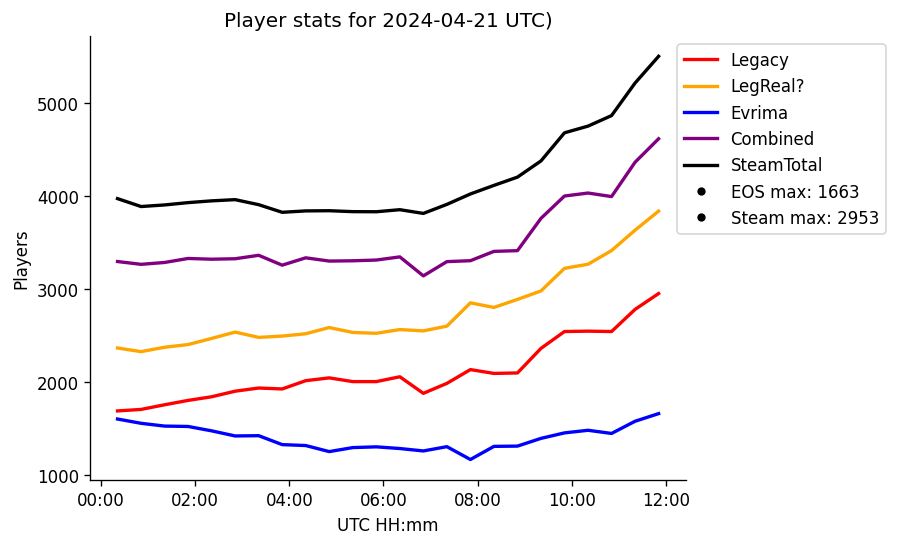 Player stats for 2024-04-21 UTC)
Players
5000
4000
3000
2000
1000
00:00 02:00 04:00 06:00 08:00 10:00 12:00
UTC HH:mm
Legacy
LegReal?
Evrima
Combined
SteamTotal
EOS max: 1663
Steam max: 2953